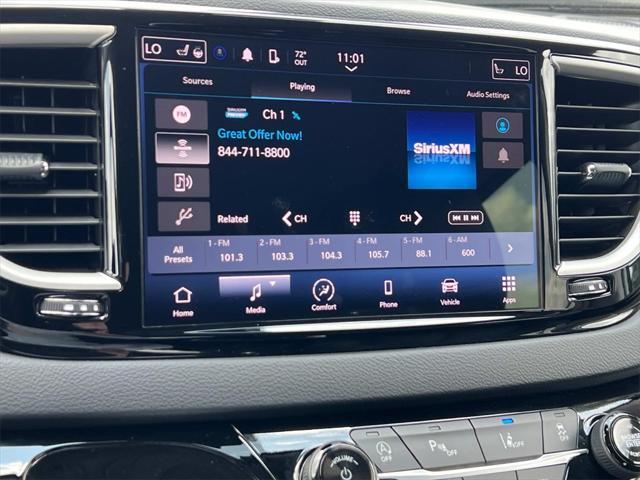 LO
72°
OUT
11:01
LO
Sources
Playing
Browse
Audio Settings
FM
Ch 1
Great Offer Now!
844-711-8800
SiriusXM
Related
CH
CH
All
Presets
1 - FM
101.3
2 - FM
103.3
3 - FM
104.3
4 - FM
105.7
5 - FM
88.1
6 - AM
600
Home
Media
Comfort
Phone
Vehicle
Apps
VOLUME
P
OFF
BROWSE
ENTER